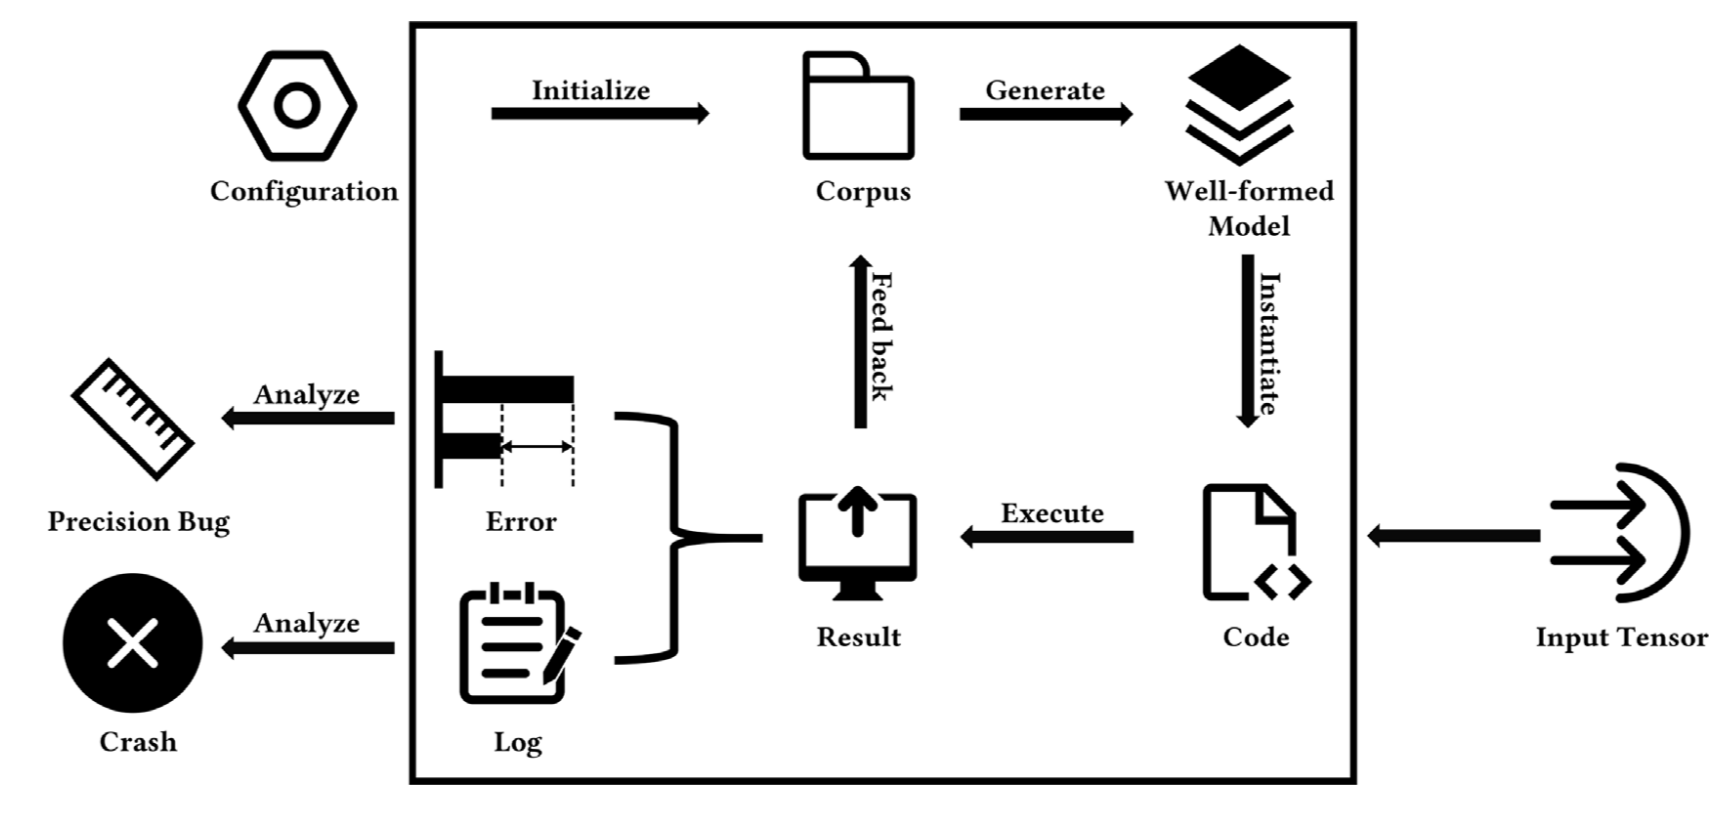 Initialize
Generate
Configuration
Corpus
Well-formed
Model
Feed back
Instantiate
Analyze
Precision Bug
Error
Execute
Analyze
Result
Code
Input Tensor
Crash
Log